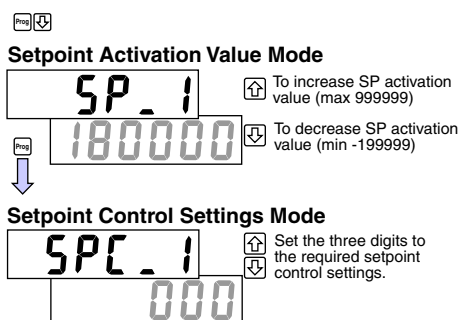 Prog
Setpoint Activation Value Mode
SP_1
To increase SP activation
value (max 999999)
180000
To decrease SP activation
value (min -199999)
Prog
Setpoint Control Settings Mode
SPC_1
Set the three digits to
the required setpoint
control settings.
000